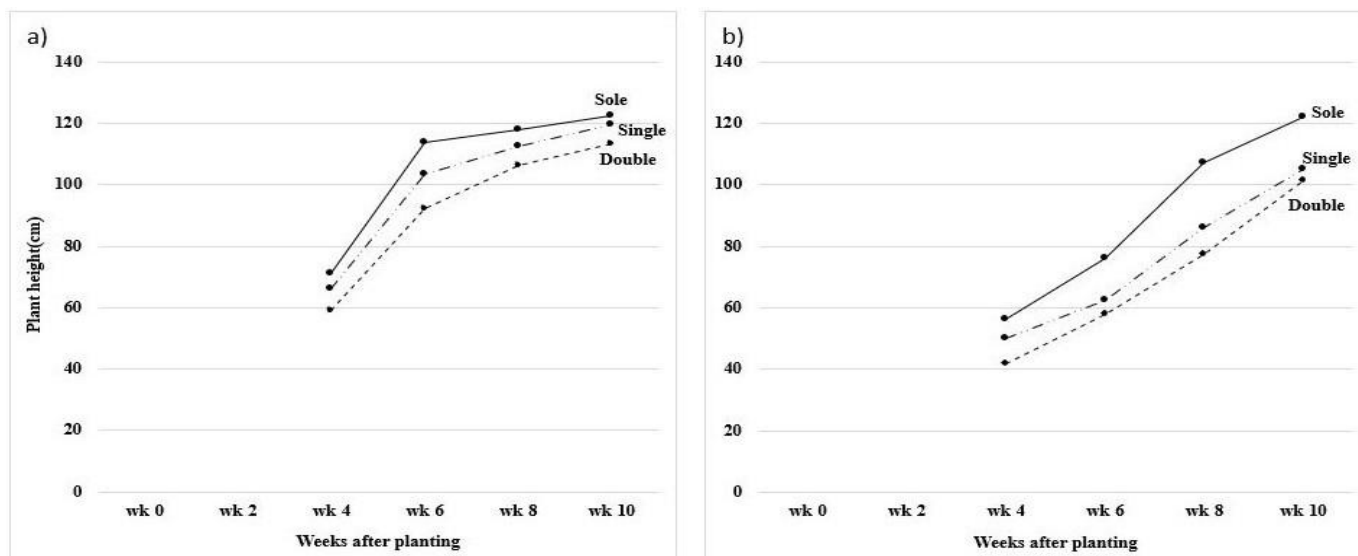 a)
140
120
100
80
60
40
20
0
Plant height(cm)
Sole
Single
Double
wk 0 wk 2 wk 4 wk 6 wk 8 wk 10
Weeks after planting
b)
140
120
100
80
60
40
20
0
Sole
Single
Double
wk 0 wk 2 wk 4 wk 6 wk 8 wk 10
Weeks after planting